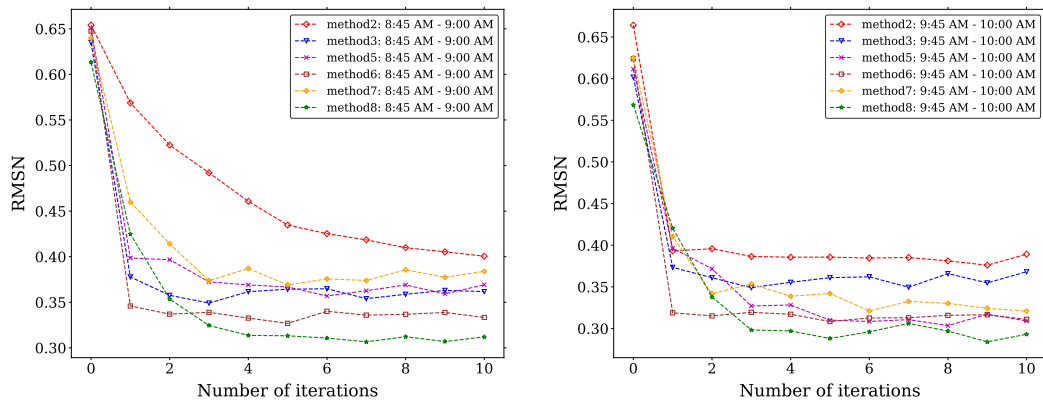 0.65
0.60
0.55
0.50
0.45
0.40
0.35
0.30
RMSN
0
2
4
6
8
10
Number of iterations
method2: 8:45 AM - 9:00 AM
method3: 8:45 AM - 9:00 AM
method5: 8:45 AM - 9:00 AM
method6: 8:45 AM - 9:00 AM
method7: 8:45 AM - 9:00 AM
method8: 8:45 AM - 9:00 AM
0.65
0.60
0.55
0.50
0.45
0.40
0.35
0.30
RMSN
0
2
4
6
8
10
Number of iterations
method2: 9:45 AM - 10:00 AM
method3: 9:45 AM - 10:00 AM
method5: 9:45 AM - 10:00 AM
method6: 9:45 AM - 10:00 AM
method7: 9:45 AM - 10:00 AM
method8: 9:45 AM - 10:00 AM